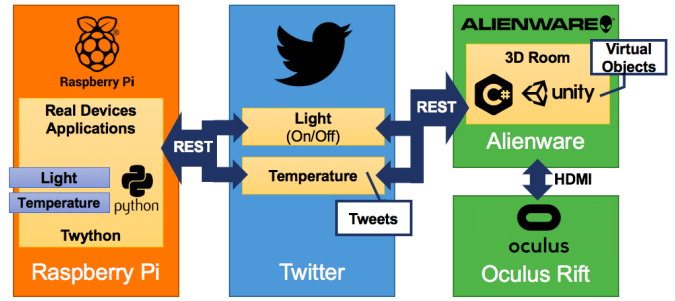 Raspberry Pi
Real Devices
Applications
Light
Temperature
python
Twython
Raspberry Pi
REST
Light
(On/Off)
Temperature
Tweets
Twitter
REST
ALIENWARE
3D Room
C#
unity
Virtual
Objects
Alienware
HDMI
oculus
Oculus Rift